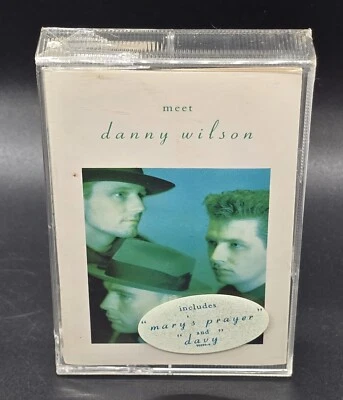 meet
danny wilson
includes
"mary's prayer"
and
"davy"